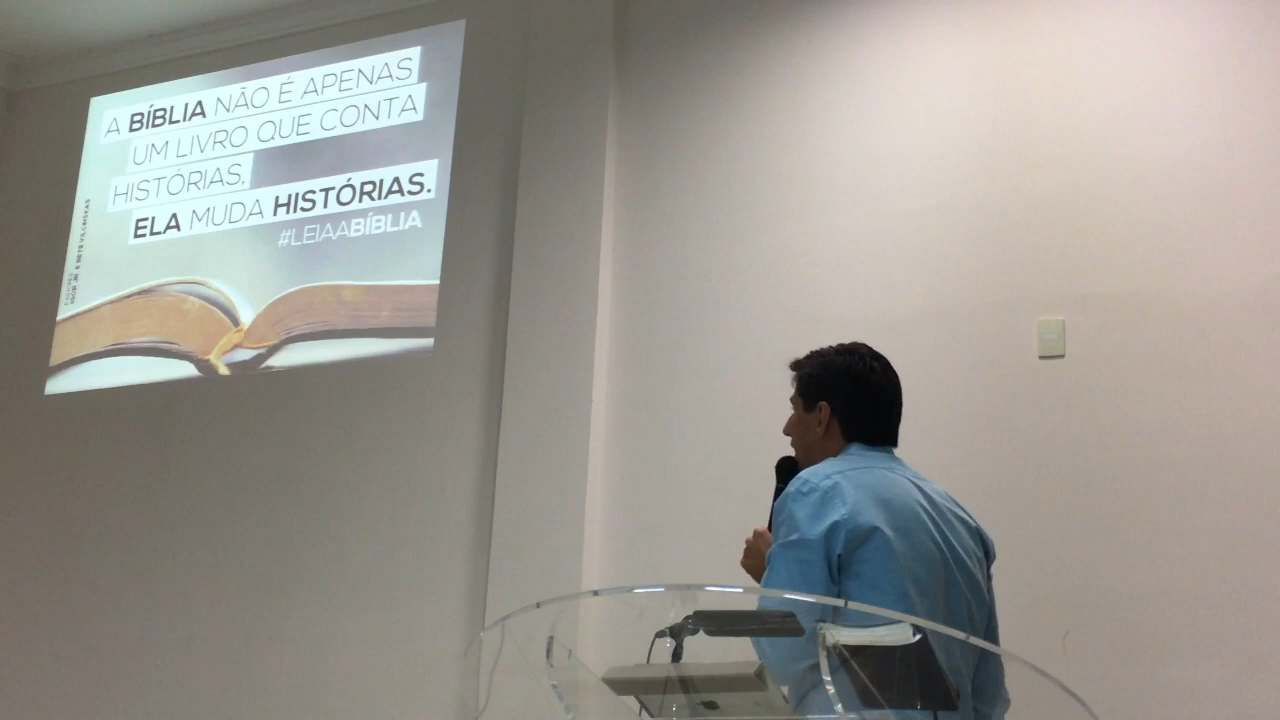 A BÍBLIA NÃO É APENAS
UM LIVRO QUE CONTA
HISTÓRIAS,
ELA MUDA HISTÓRIAS.
#LEIAABÍBLIA